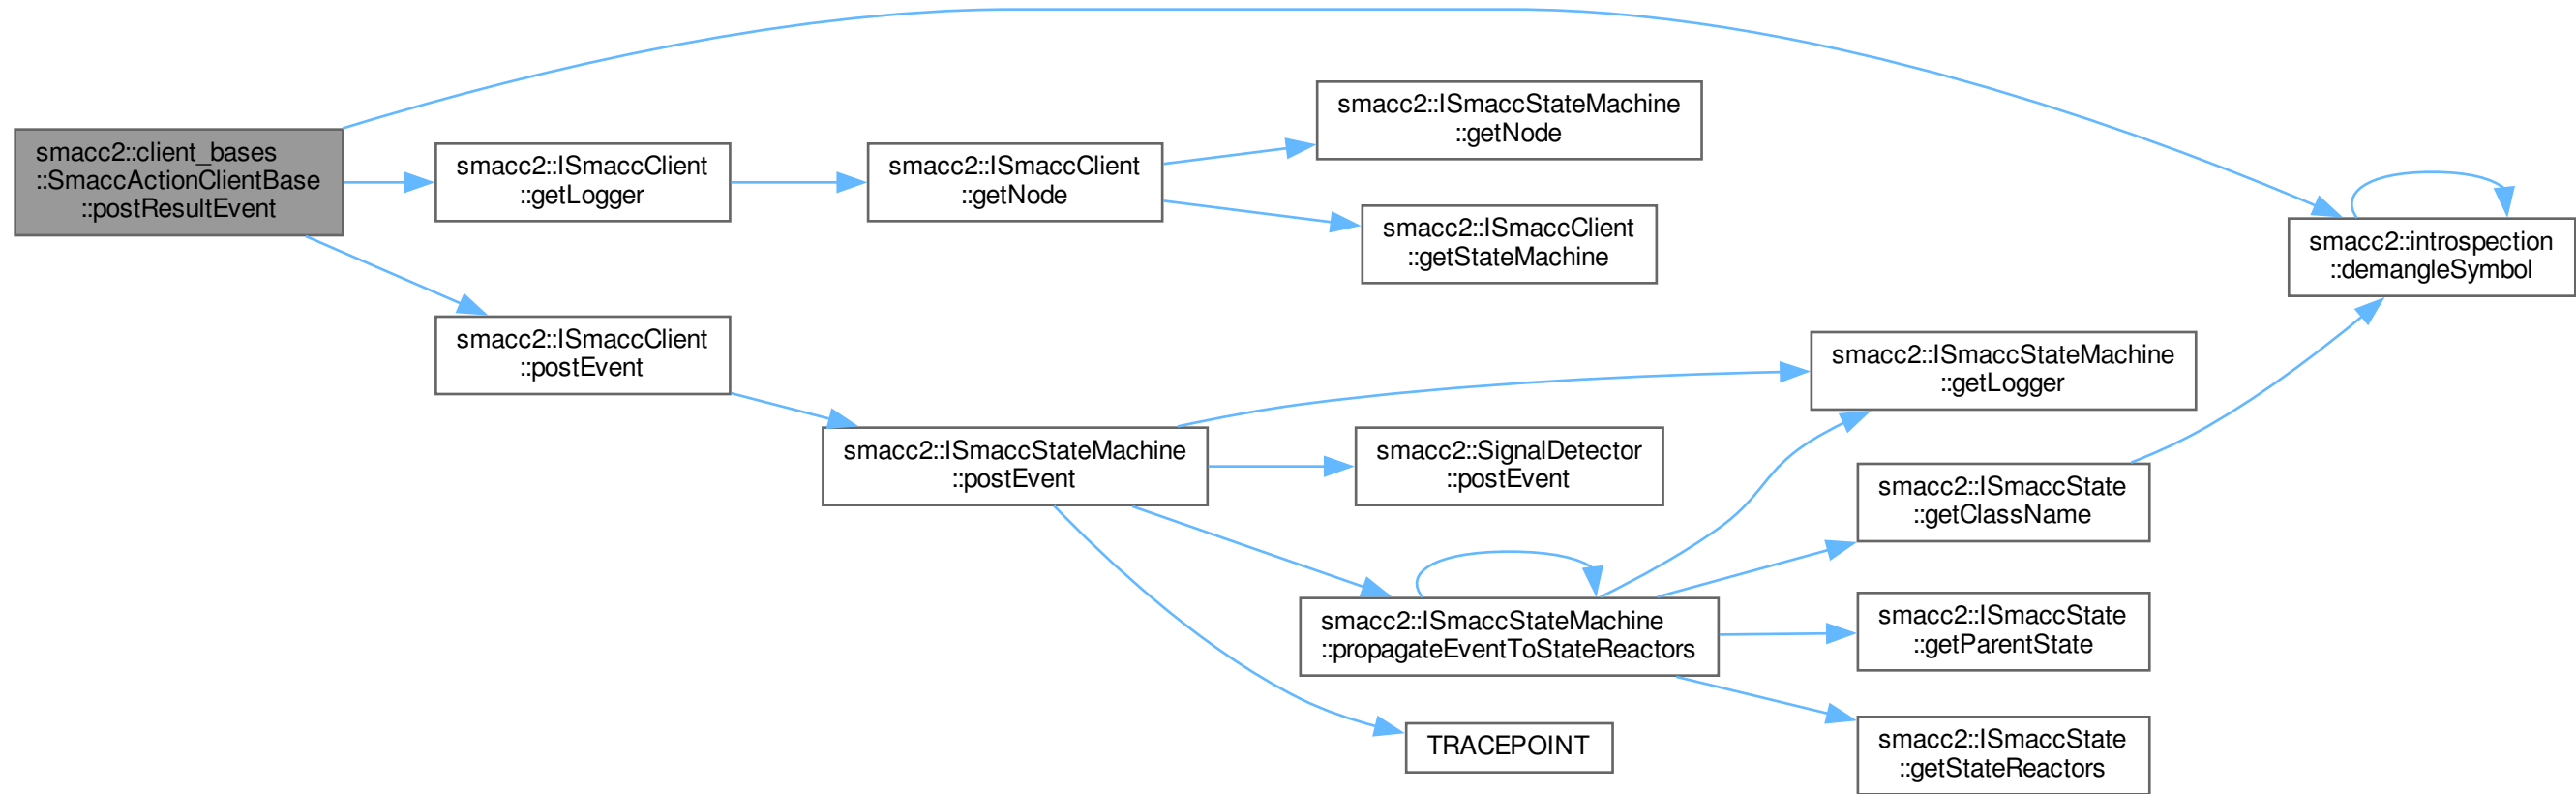 smacc2::client_bases
::SmaccActionClientBase
::postResultEvent
smacc2::ISmaccClient
::getLogger
smacc2::ISmaccClient
::getNode
smacc2::ISmaccStateMachine
::getNode
smacc2::ISmaccClient
::getStateMachine
smacc2::introspection
::demangleSymbol
smacc2::ISmaccClient
::postEvent
smacc2::ISmaccStateMachine
::postEvent
smacc2::ISmaccStateMachine
::getLogger
smacc2::SignalDetector
::postEvent
smacc2::ISmaccStateMachine
::propagateEventToStateReactors
smacc2::ISmaccState
::getClassName
smacc2::ISmaccState
::getParentState
smacc2::ISmaccState
::getStateReactors
TRACEPOINT